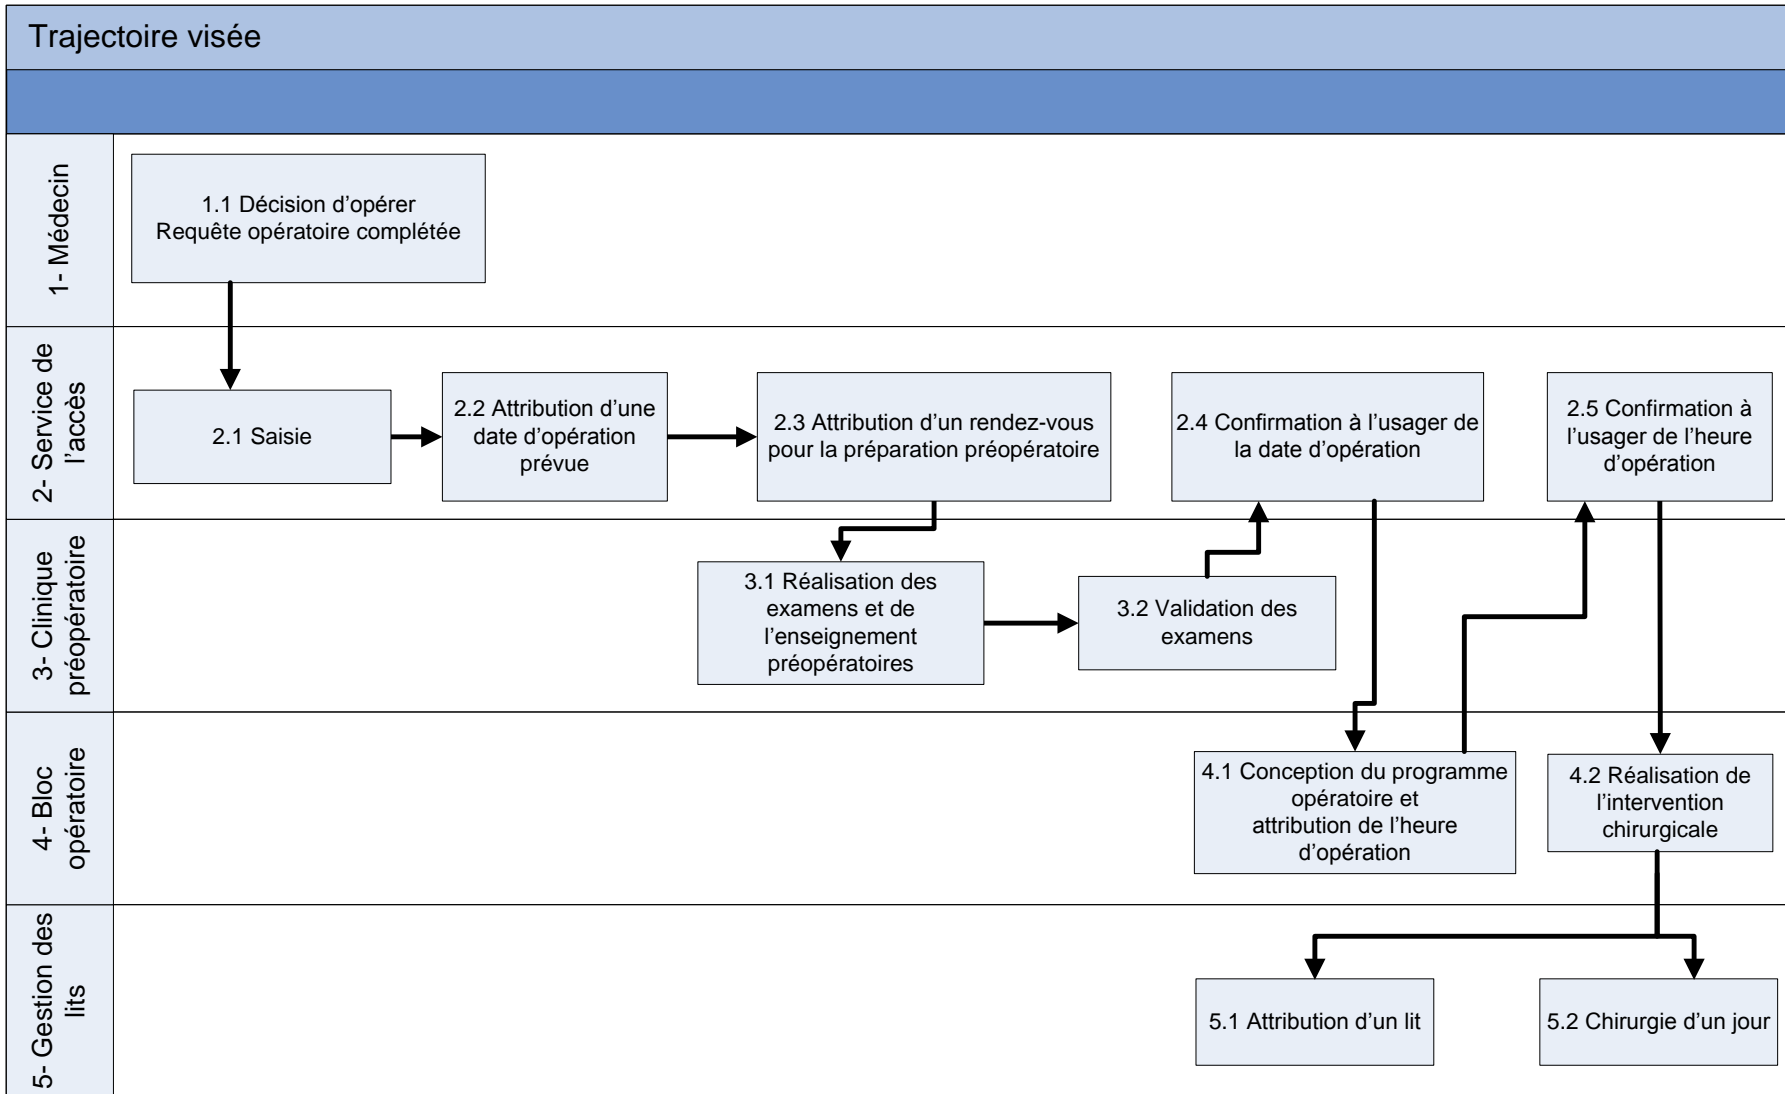 Trajectoire visée
1- Médecin
1.1 Décision d’opérer
Requête opératoire complétée
2- Service de
l’accès
2.1 Saisie
2.2 Attribution d’une
date d’opération
prévue
2.3 Attribution d’un rendez-vous
pour la préparation préopératoire
2.4 Confirmation à l’usager de
la date d’opération
2.5 Confirmation à
l’usager de l’heure
d’opération
3- Clinique
préopératoire
3.1 Réalisation des
examens et de
l’enseignement
préopératoires
3.2 Validation des
examens
4- Bloc
opératoire
4.1 Conception du programme
opératoire et
attribution de l’heure
d’opération
4.2 Réalisation de
l’intervention
chirurgicale
5- Gestion des
lits
5.1 Attribution d’un lit
5.2 Chirurgie d’un jour